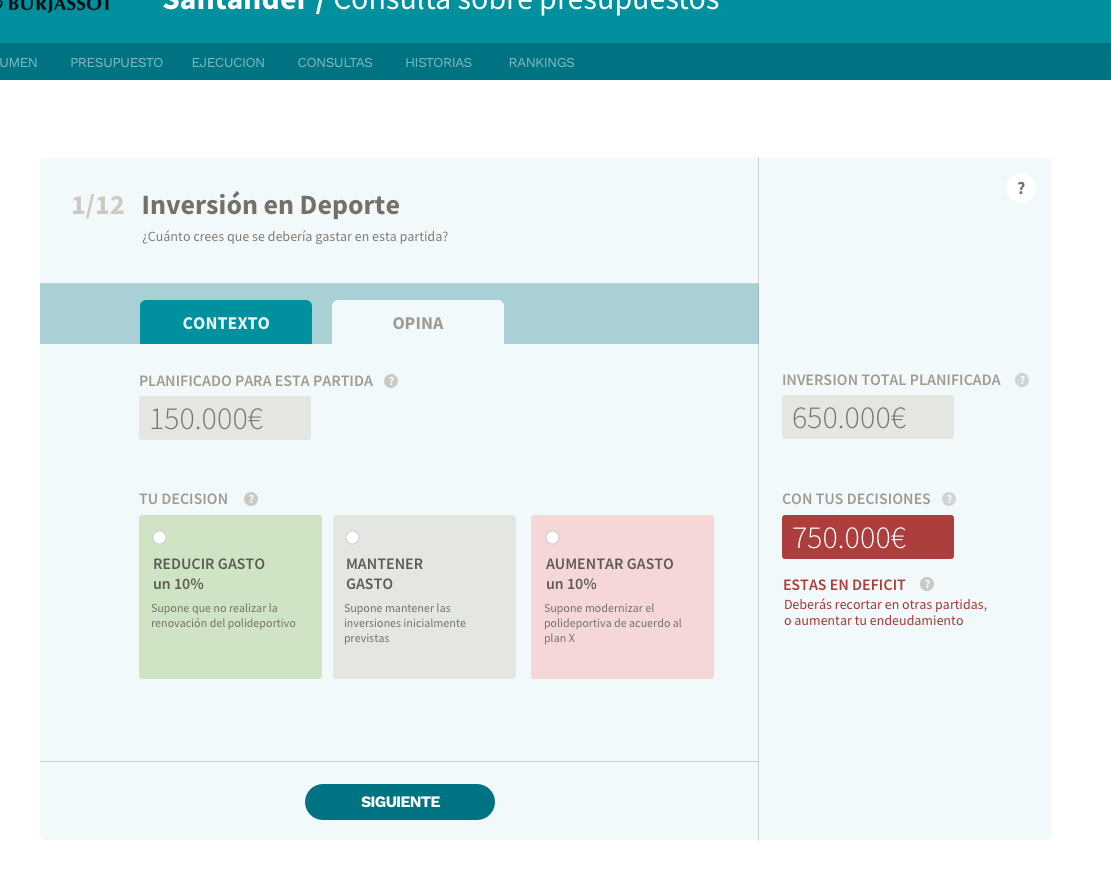 BURJASSOT
Santander / Consulta sobre presupuestos
UMEN PRESUPUESTO EJECUCION CONSULTAS HISTORIAS RANKINGS
?
1/12 Inversión en Deporte
¿Cuánto crees que se debería gastar en esta partida?
CONTEXTO OPINA
PLANIFICADO PARA ESTA PARTIDA ?
150.000€
TU DECISION ?
REDUCIR GASTO
un 10%
Supone que no realizar la
renovación del polideportivo
MANTENER
GASTO
Supone mantener las
inversiones inicialmente
previstas
AUMENTAR GASTO
un 10%
Supone modernizar el
polideportiva de acuerdo al
plan X
SIGUIENTE
INVERSION TOTAL PLANIFICADA ?
650.000€
CON TUS DECISIONES ?
750.000€
ESTAS EN DEFICIT ?
Deberás recortar en otras partidas,
o aumentar tu endeudamiento